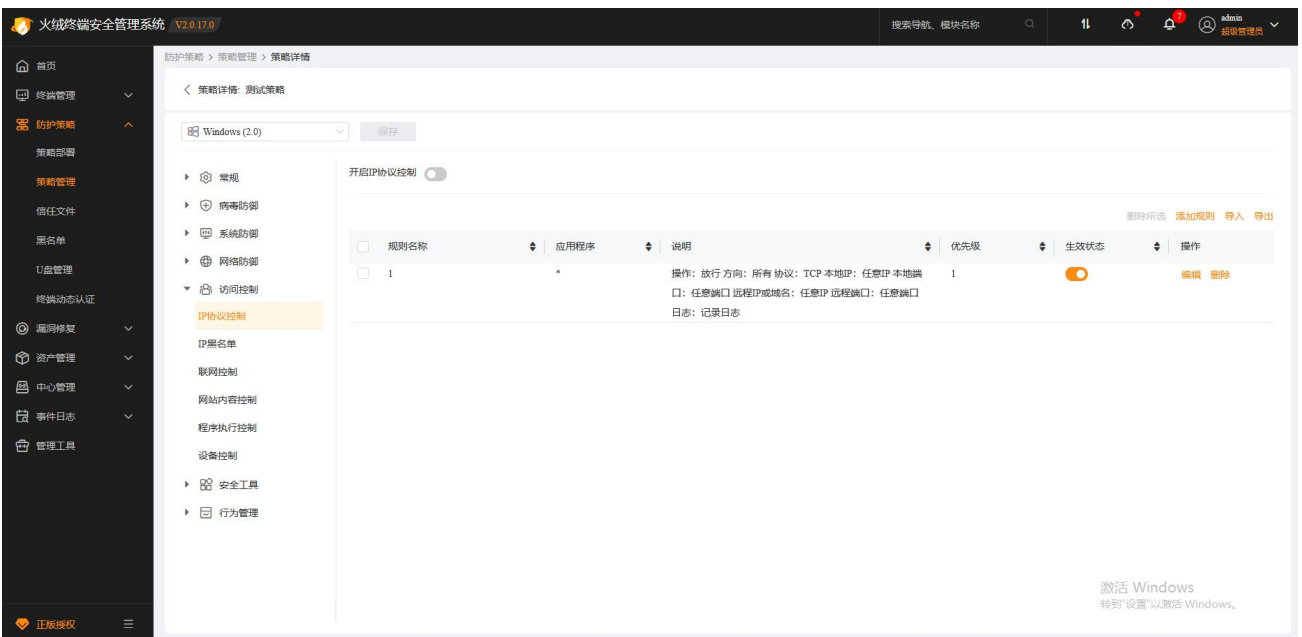 火绒终端安全管理系统 V2.0.17.0
搜索导航、模块名称
7
admin
超级管理员
首页
终端管理
防护策略
策略部署
策略管理
信任文件
黑名单
U盘管理
终端动态认证
漏洞修复
资产管理
中心管理
事件日志
管理工具
正版授权
防护策略 > 策略管理 > 策略详情
策略详情: 测试策略
Windows (2.0)
保存
常规
病毒防御
系统防御
网络防御
访问控制
IP协议控制
IP黑名单
联网控制
网站内容控制
程序执行控制
设备控制
安全工具
行为管理
开启IP协议控制
删除所选 添加规则 导入 导出
规则名称 应用程序 说明 优先级 生效状态 操作
1 * 操作：放行 方向：所有 协议：TCP 本地IP：任意IP 本地端 1 编辑 删除
口：任意端口 远程IP或域名：任意IP 远程端口：任意端口
日志：记录日志
激活 Windows
转到"设置"以激活 Windows。